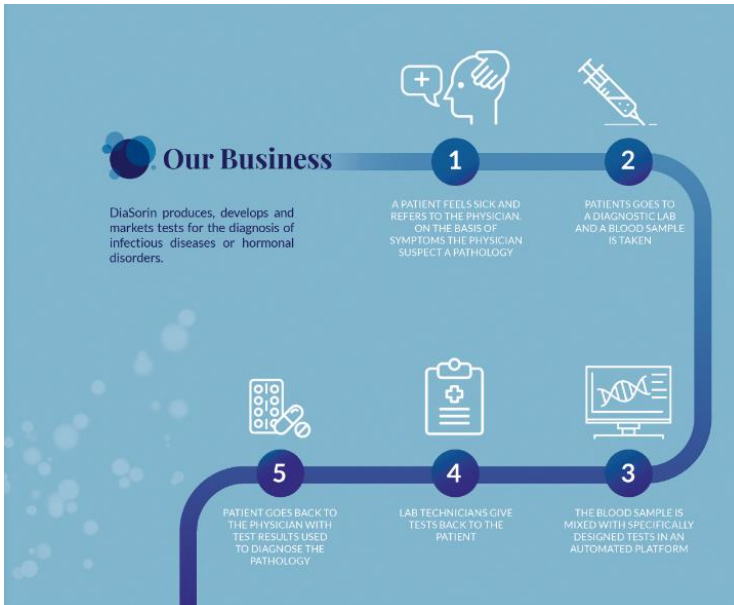 Our Business
DiaSorin produces, develops and
markets tests for the diagnosis of
infectious diseases or hormonal
disorders.
1
A PATIENT FEELS SICK AND
REFERS TO THE PHYSICIAN.
ON THE BASIS OF
SYMPTOMS THE PHYSICIAN
SUSPECT A PATHOLOGY
2
PATIENTS GOES TO
A DIAGNOSTIC LAB
AND A BLOOD SAMPLE
IS TAKEN
3
THE BLOOD SAMPLE IS
MIXED WITH SPECIFICALLY
DESIGNED TESTS IN AN
AUTOMATED PLATFORM
4
LAB TECHNICIANS GIVE
TESTS BACK TO THE
PATIENT
5
PATIENT GOES BACK TO
THE PHYSICIAN WITH
TEST RESULTS USED
TO DIAGNOSE THE
PATHOLOGY